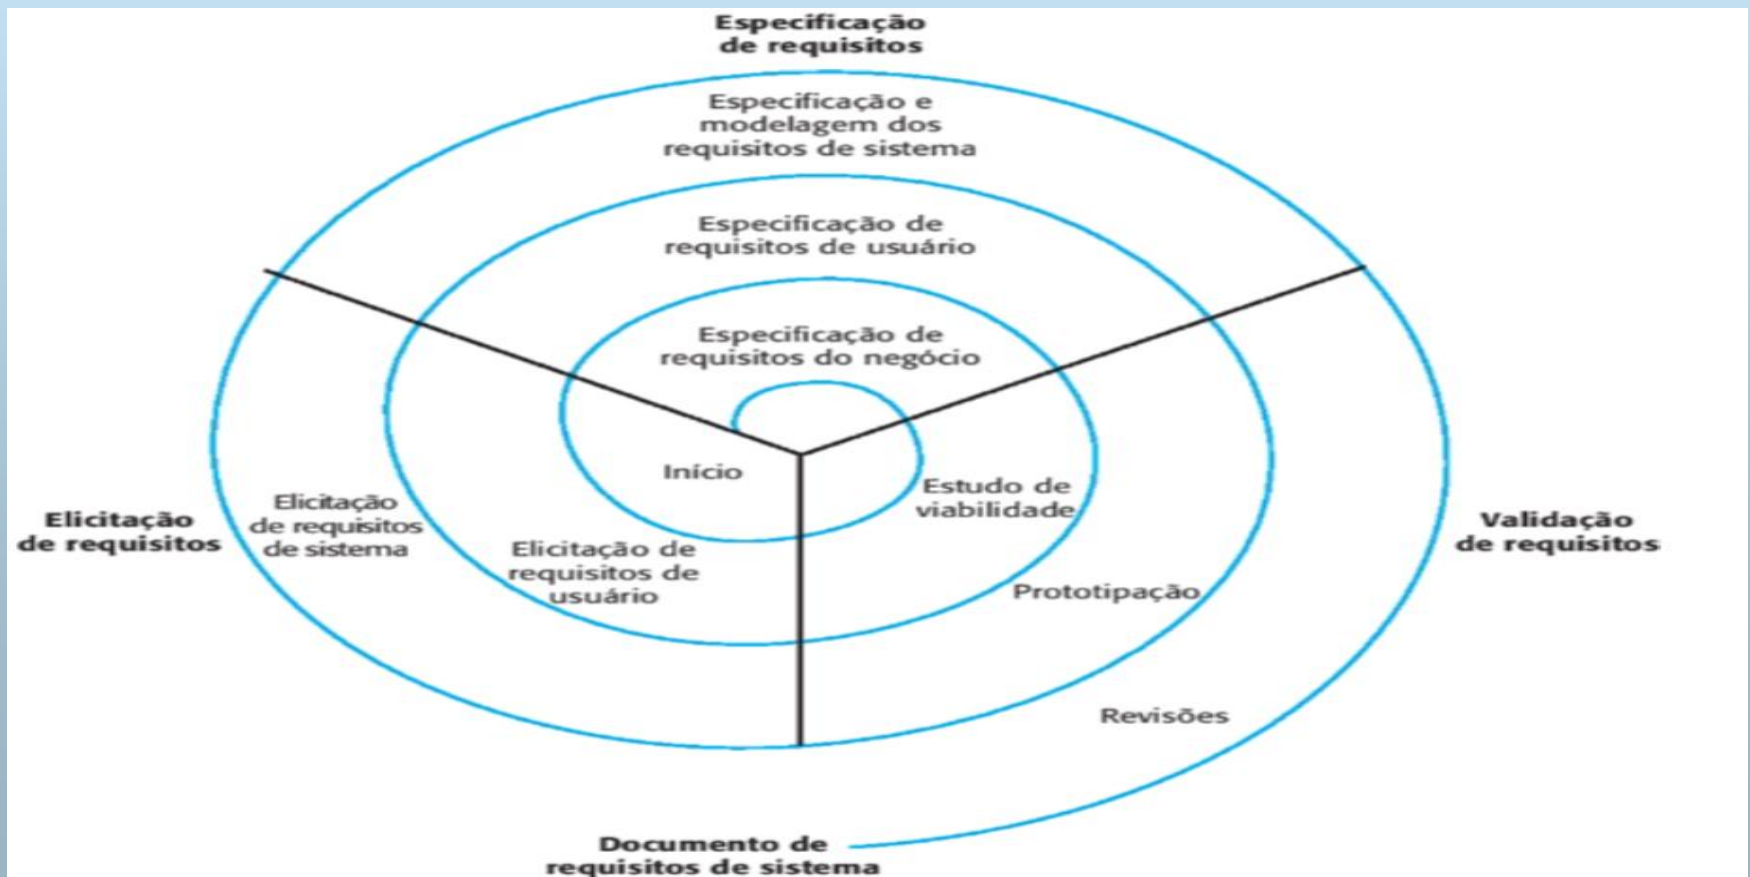 Especificação
de requisitos
Especificação e
modelagem dos
requisitos de sistema
Especificação de
requisitos de usuário
Especificação de
requisitos do negócio
Início
Estudo de
viabilidade
Elicitação
de requisitos
Elicitação
de requisitos
de sistema
Elicitação de
requisitos de
usuário
Prototipação
Validação
de requisitos
Revisões
Documento de
requisitos de sistema